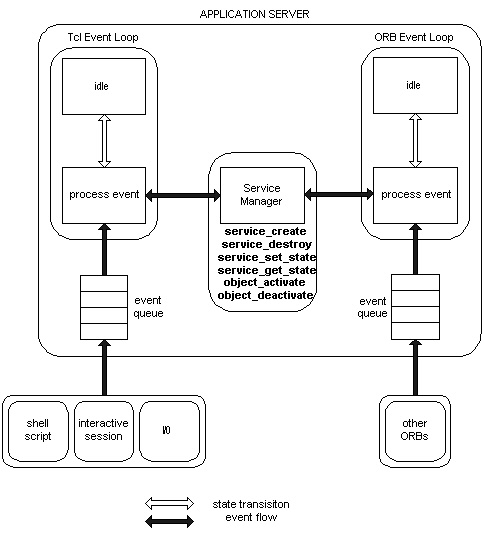 APPLICATION SERVER
Tcl Event Loop
ORB Event Loop
idle
idle
process event
Service
Manager
process event
service_create
service_destroy
service_set_state
service_get_state
object_activate
object_deactivate
event
queue
event
queue
shell
script
interactive
session
I/O
other
ORBs
state transisiton
event flow